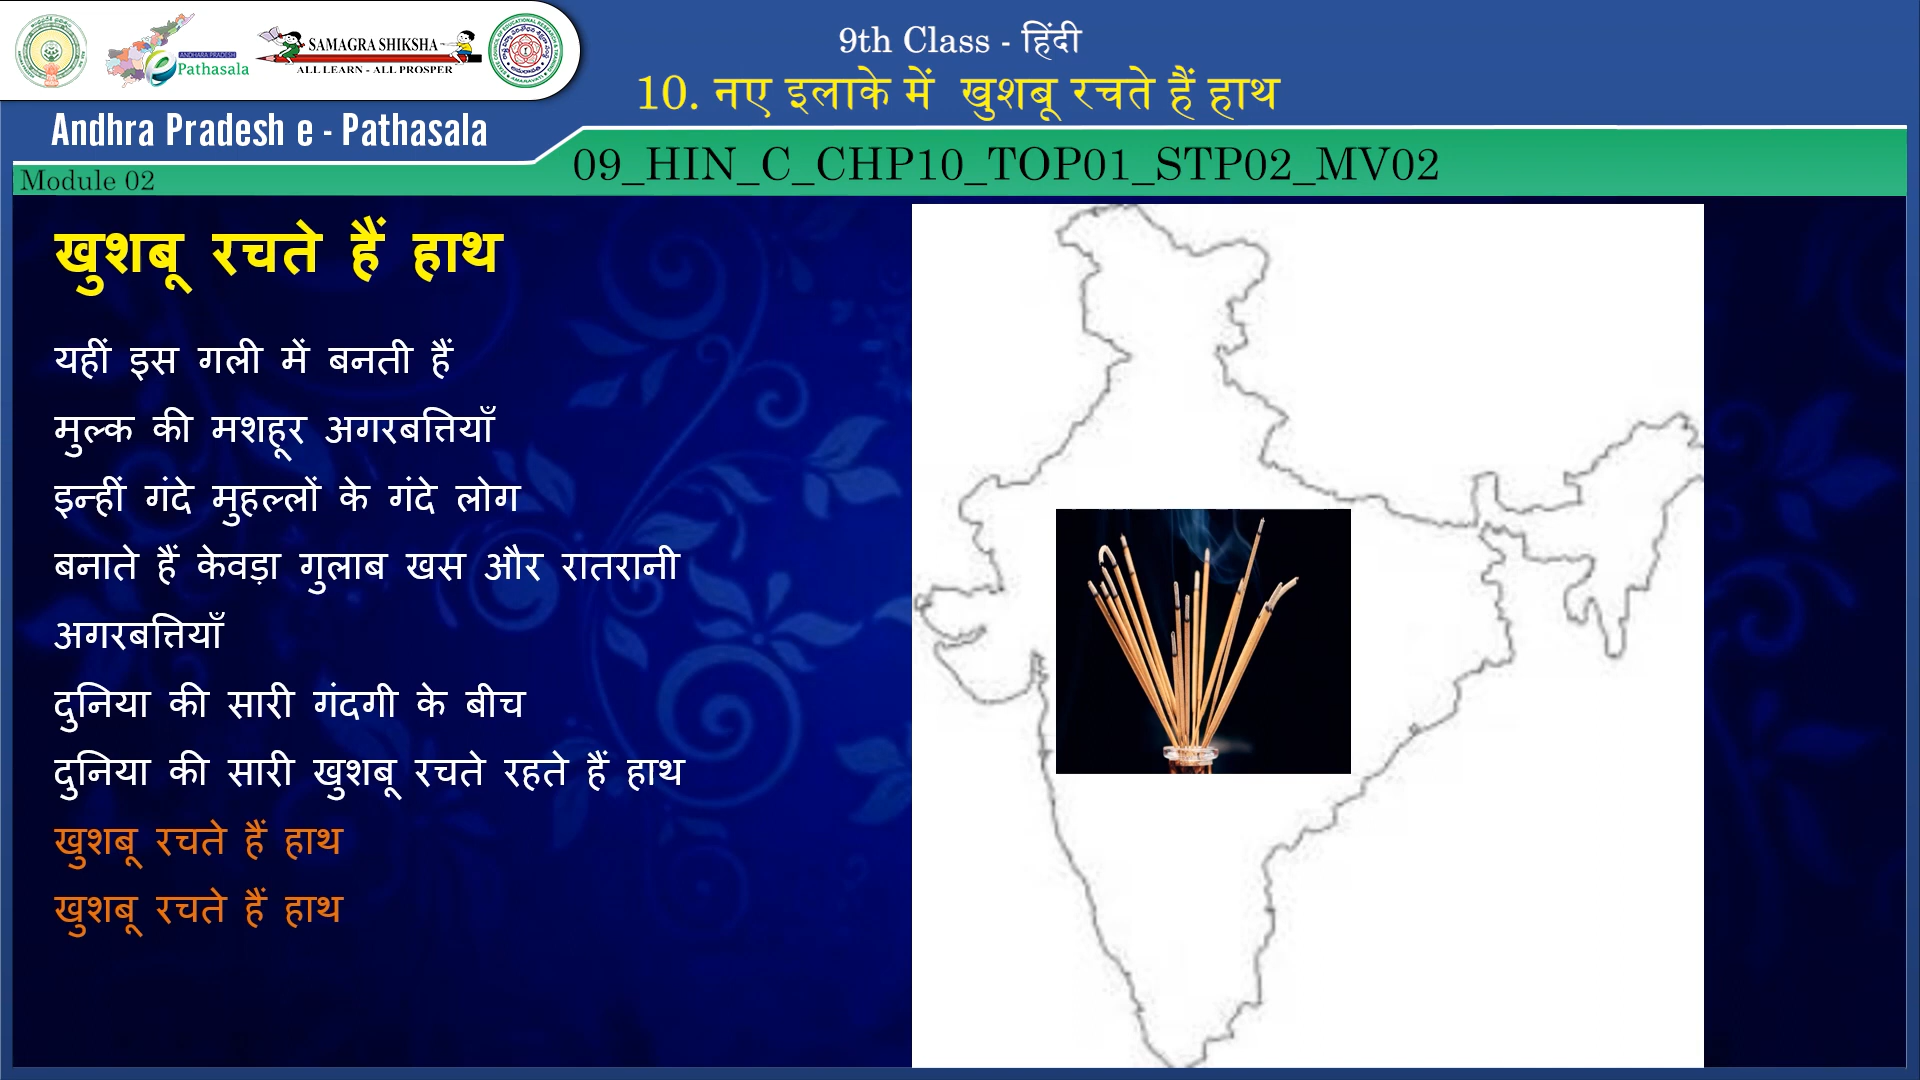 ANDHRA PRADESH
e Pathasala
SAMAGRA SHIKSHA
ALL LEARN - ALL PROSPER
Andhra Pradesh e - Pathasala
9th Class - हिंदी
10. नए इलाके में खुशबू रचते हैं हाथ
09_HIN_C_CHP10_TOP01_STP02_MV02
Module 02
खुशबू रचते हैं हाथ
यहीं इस गली में बनती हैं
मुल्क की मशहूर अगरबत्तियाँ
इन्हीं गंदे मुहल्लों के गंदे लोग
बनाते हैं केवड़ा गुलाब खस और रातरानी
अगरबत्तियाँ
दुनिया की सारी गंदगी के बीच
दुनिया की सारी खुशबू रचते रहते हैं हाथ
खुशबू रचते हैं हाथ
खुशबू रचते हैं हाथ